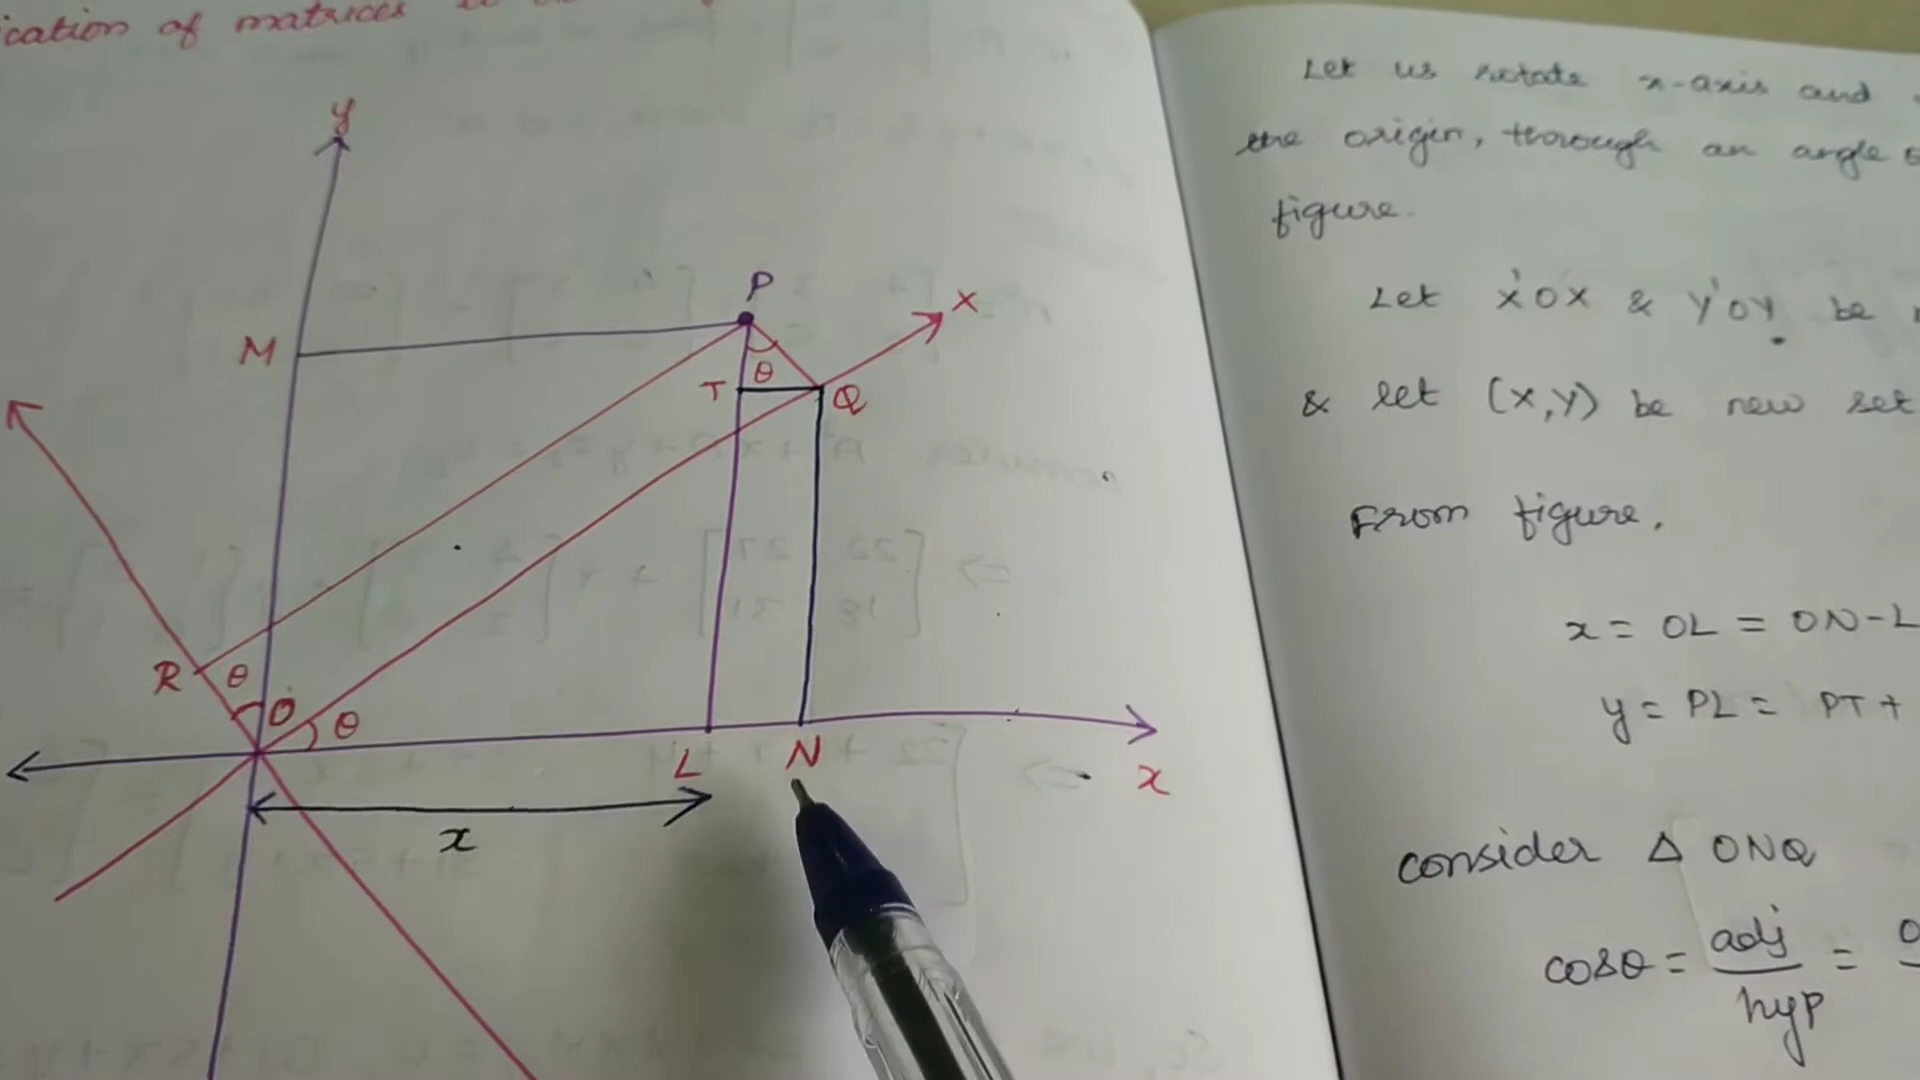 ication of matrices
y
P
X
M
T θ Q
R θ O θ
L N x
x
Let us rotate x-axis and
the origin, through an angle
figure.
Let X'OX & Y'OY be
& let (X,Y) be new set
From figure,
x = OL = ON-L
y = PL = PT +
consider Δ ONQ
cosθ = adj =
hyp